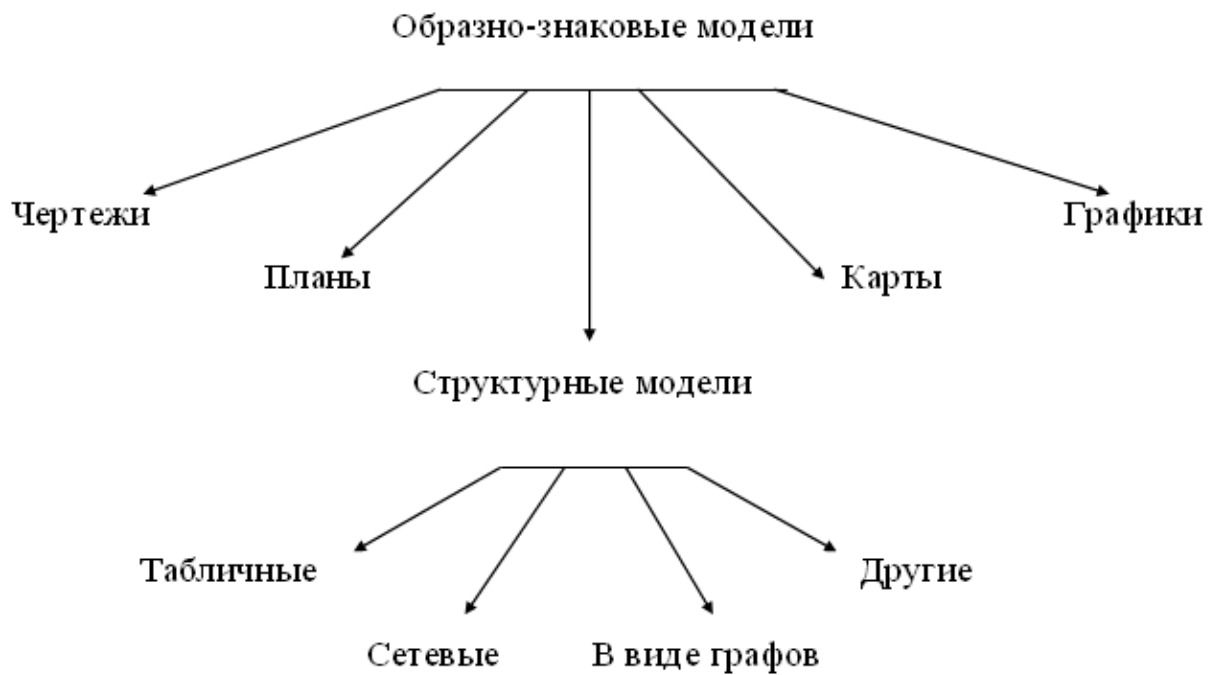 Образно-знаковые модели
Чертежи
Графики
Планы
Карты
Структурные модели
Табличные
Другие
Сетевые
В виде графов